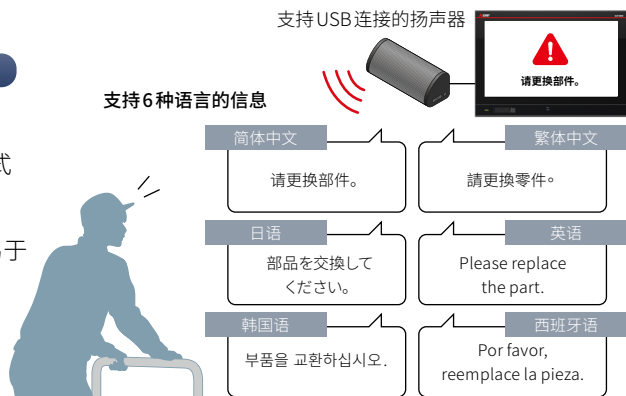 支持USB连接的扬声器
请更换部件。
支持6种语言的信息
式
于
简体中文
请更换部件。
繁体中文
請更換零件。
日语
部品を交換して
ください。
英语
Please replace
the part.
韩国语
부품을 교환하십시오.
西班牙语
Por favor,
reemplace la pieza.